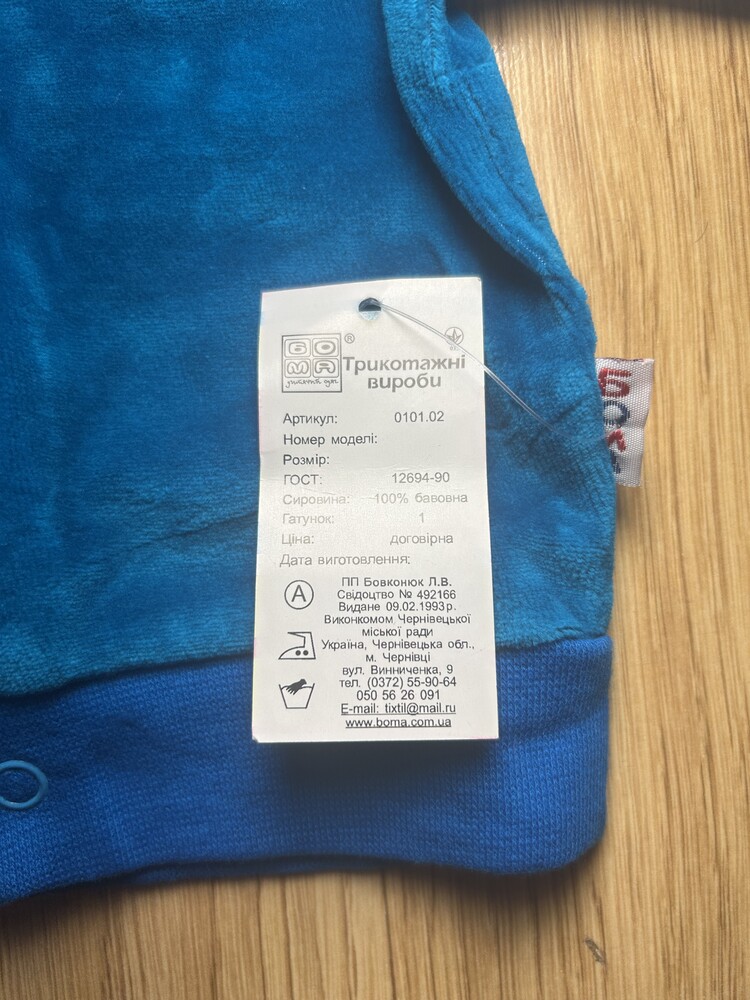 БОМА ®
Трикотажні
вироби
Артикул: 0101.02
Номер моделі:
Розмір:
ГОСТ: 12694-90
Сировина: 100% бавовна
Гатунок: 1
Ціна: договірна
Дата виготовлення:
А
ПП Бовконюк Л.В.
Свідоцтво № 492166
Видане 09.02.1993р.
Виконкомом Чернівецької
міської ради
Україна, Чернівецька обл.,
м. Чернівці
вул. Винниченка, 9
тел. (0372) 55-90-64
050 56 26 091
E-mail: tixtil@mail.ru
www.boma.com.ua